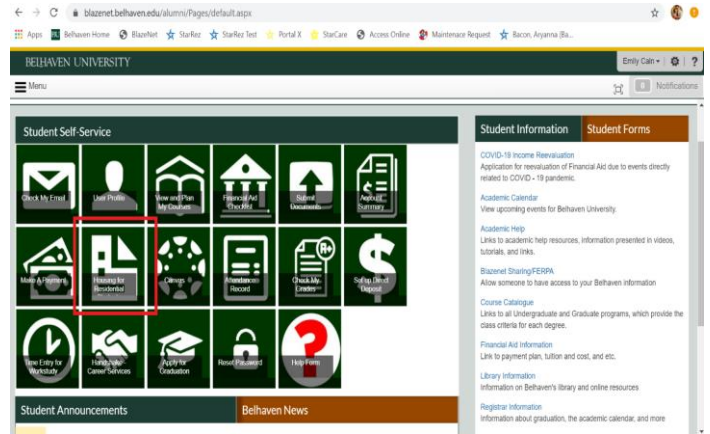 blazenet.belhaven.edu/alumni/Pages/default.aspx
Apps Belhaven Home BlazeNet StarRez StarRez Test Portal X StarCare Access Online Maintenace Request Bacon, Aryanna (Ba...
BELHAVEN UNIVERSITY
Emily Cain ?
Menu
0 Notifications
Student Self-Service
Check My Email
User Profile
View and Plan
My Courses
Financial Aid
Checklist
Submit
Documents
Account
Summary
Make A Payment
Housing for
Residential
Canvas
Attendance
Record
A+
Check My
Grades
Set up Direct
Deposit
Time Entry for
Workstudy
Handshake
Career Services
Apply for
Graduation
Reset Password
Help Form
Student Announcements
Belhaven News
Student Information
Student Forms
COVID-19 Income Reevaluation
Application for reevaluation of Financial Aid due to events directly
related to COVID - 19 pandemic.
Academic Calendar
View upcoming events for Belhaven University.
Academic Help
Links to academic help resources, information presented in videos,
tutorials, and links.
Blazenet Sharing/FERPA
Allow someone to have access to your Belhaven information
Course Catalogue
Links to all Undergraduate and Graduate programs, which provide the
class criteria for each degree.
Financial Aid Information
Link to payment plan, tuition and cost, and etc.
Library Information
Information on Belhaven's library and online resources
Registrar Information
Information about graduation, the academic calendar, and more